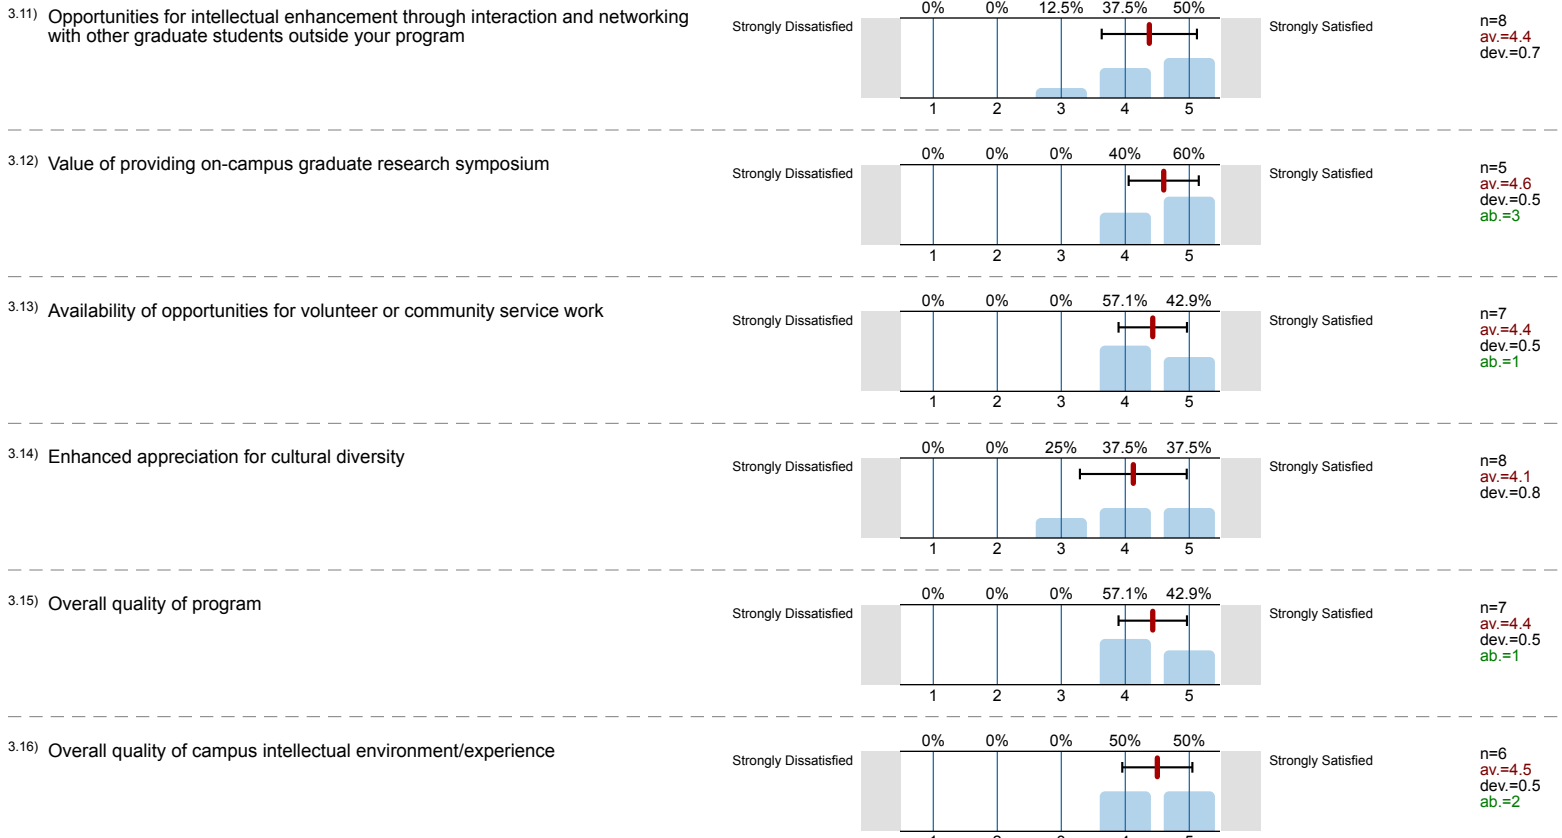 3.11) Opportunities for intellectual enhancement through interaction and networking
with other graduate students outside your program
Strongly Dissatisfied
0% 0% 12.5% 37.5% 50%
1 2 3 4 5
Strongly Satisfied
n=8
av.=4.4
dev.=0.7
3.12) Value of providing on-campus graduate research symposium
Strongly Dissatisfied
0% 0% 0% 40% 60%
1 2 3 4 5
Strongly Satisfied
n=5
av.=4.6
dev.=0.5
ab.=3
3.13) Availability of opportunities for volunteer or community service work
Strongly Dissatisfied
0% 0% 0% 57.1% 42.9%
1 2 3 4 5
Strongly Satisfied
n=7
av.=4.4
dev.=0.5
ab.=1
3.14) Enhanced appreciation for cultural diversity
Strongly Dissatisfied
0% 0% 25% 37.5% 37.5%
1 2 3 4 5
Strongly Satisfied
n=8
av.=4.1
dev.=0.8
3.15) Overall quality of program
Strongly Dissatisfied
0% 0% 0% 57.1% 42.9%
1 2 3 4 5
Strongly Satisfied
n=7
av.=4.4
dev.=0.5
ab.=1
3.16) Overall quality of campus intellectual environment/experience
Strongly Dissatisfied
0% 0% 0% 50% 50%
Strongly Satisfied
n=6
av.=4.5
dev.=0.5
ab.=2